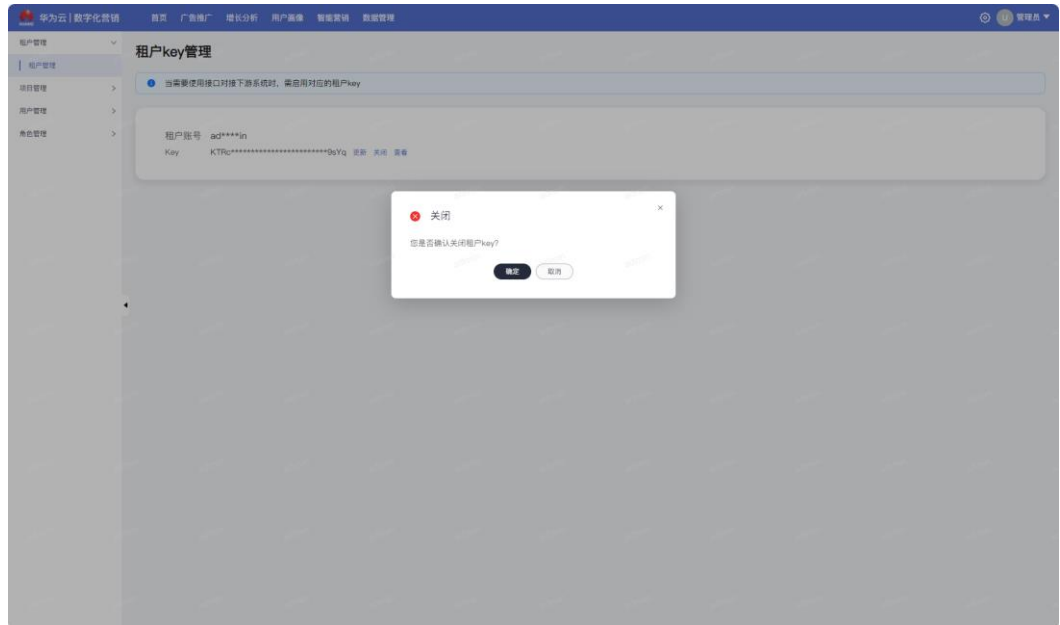 华为云 | 数字化营销 首页 广告推广 增长分析 用户画像 智能营销 数据管理 U 管理员
租户管理
租户管理
项目管理
用户管理
角色管理
租户key管理
当需要使用接口对接下游系统时，需启用对应的租户key
租户账号 ad****in
Key KTRc************************9sYq 更新 关闭 查看
关闭
您是否确认关闭租户key?
确定 取消